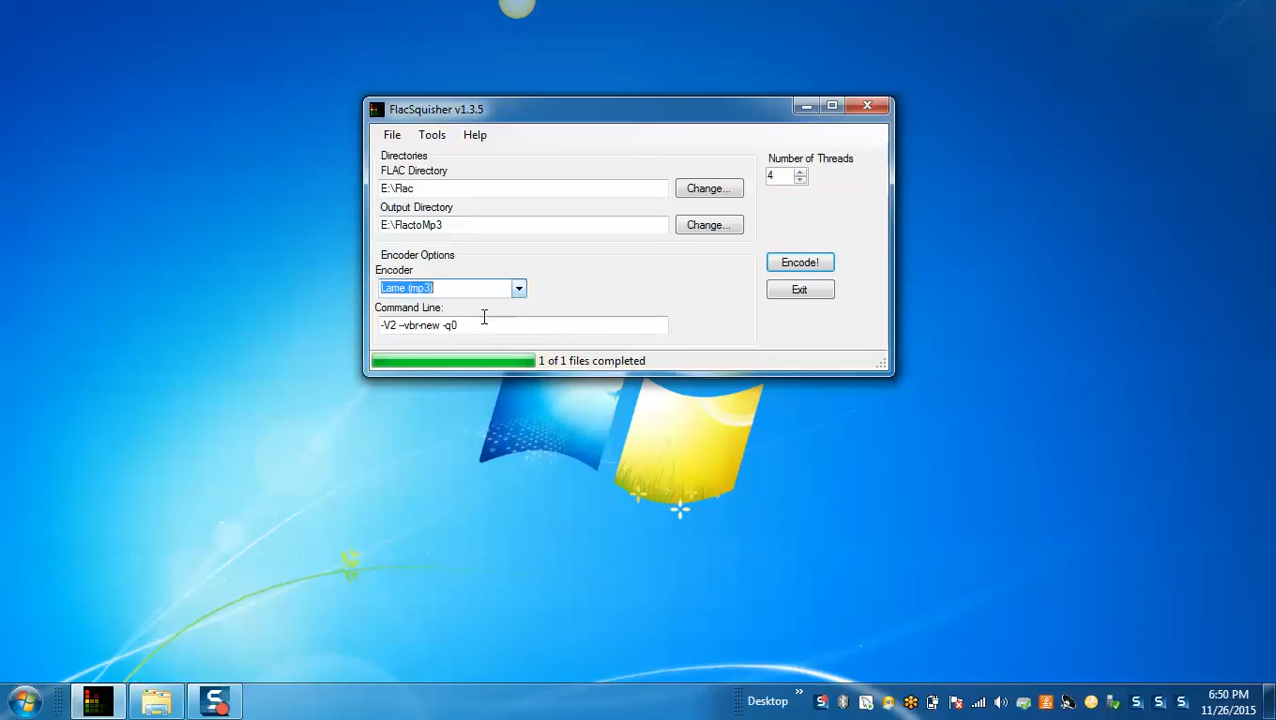 FlacSquisher v1.3.5
File Tools Help
Directories
FLAC Directory
E:\Flac
Change...
Output Directory
E:\FlactoMp3
Change...
Number of Threads
4
Encoder Options
Encoder
Lame (mp3)
Command Line:
-V2 --vbr-new -q0
Encode!
Exit
1 of 1 files completed
Desktop
6:50 PM
11/26/2015